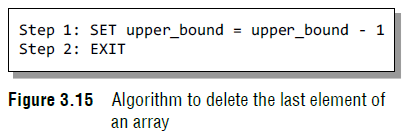 Step 1: SET upper_bound = upper_bound - 1
Step 2: EXIT
Figure 3.15 Algorithm to delete the last element of
an array